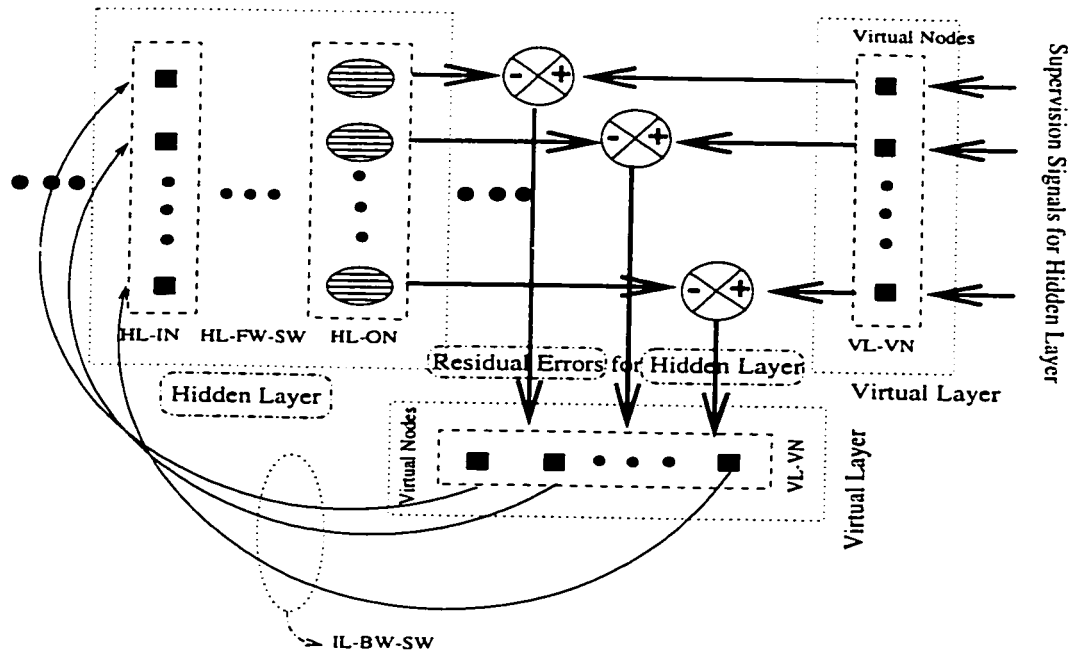 Virtual Nodes
- +
- +
- +
Supervision Signals for Hidden Layer
HL-IN HL-FW-SW HL-ON
VL-VN
Residual Errors for Hidden Layer
Hidden Layer
Virtual Layer
Virtual Nodes
VL-VN
Virtual Layer
IL-BW-SW